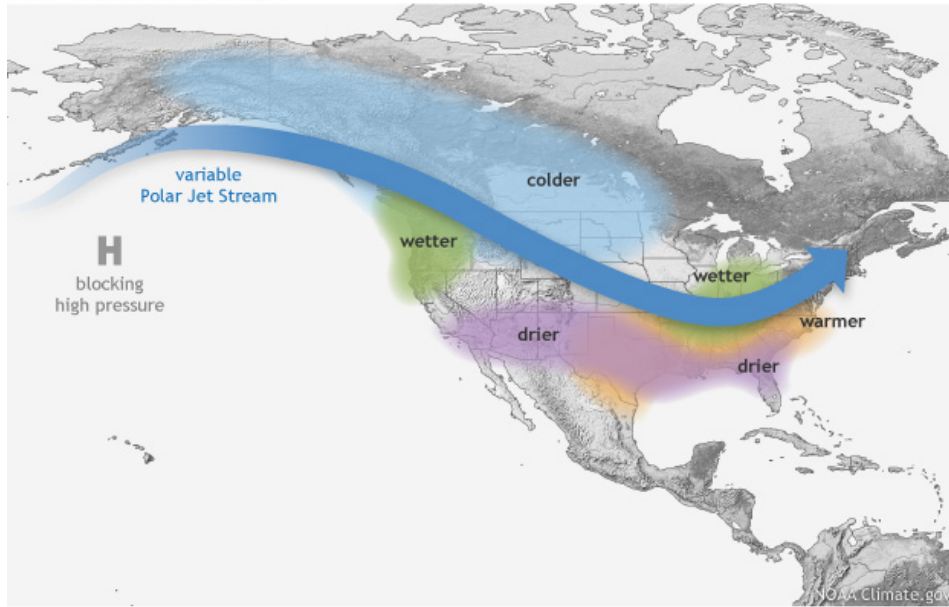 variable
Polar Jet Stream
colder
wetter
H
blocking
high pressure
wetter
warmer
drier
drier
NOAA Climate.gov